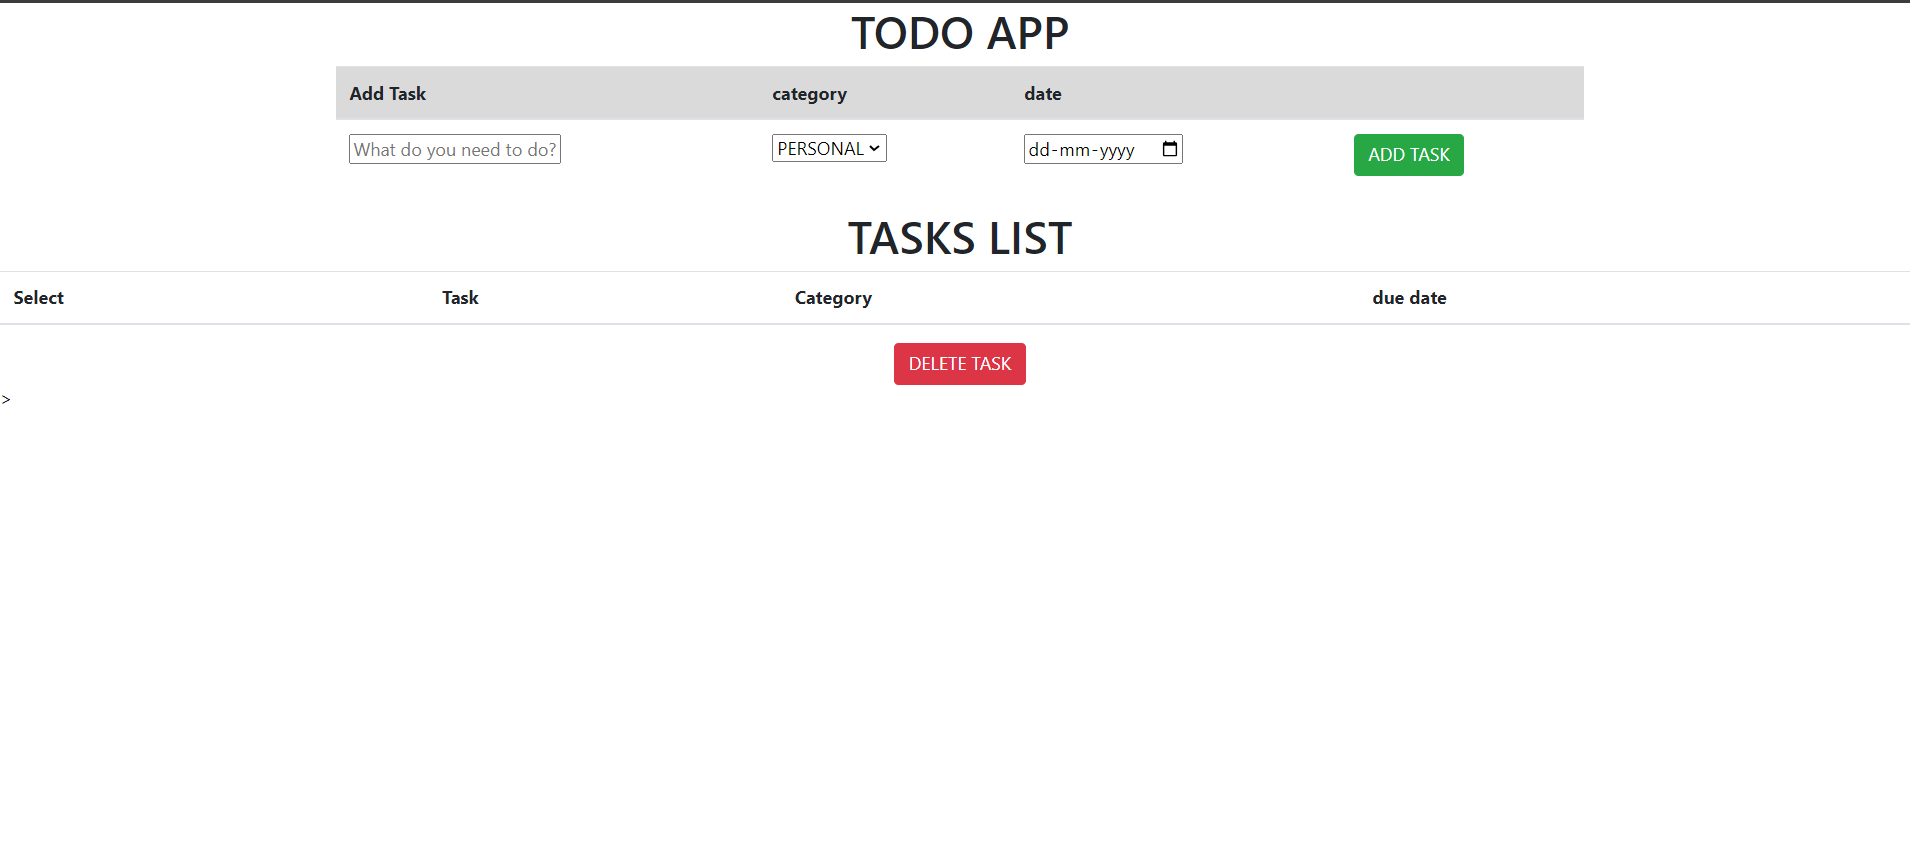 TODO APP
Add Task category date
What do you need to do? PERSONAL dd-mm-yyyy ADD TASK
TASKS LIST
Select Task Category due date
DELETE TASK
>